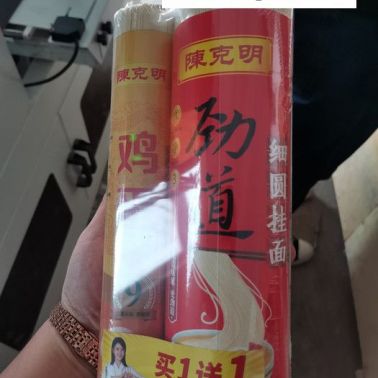 陳克明
鸡
陳克明
劲道
细圆挂面
买1送1